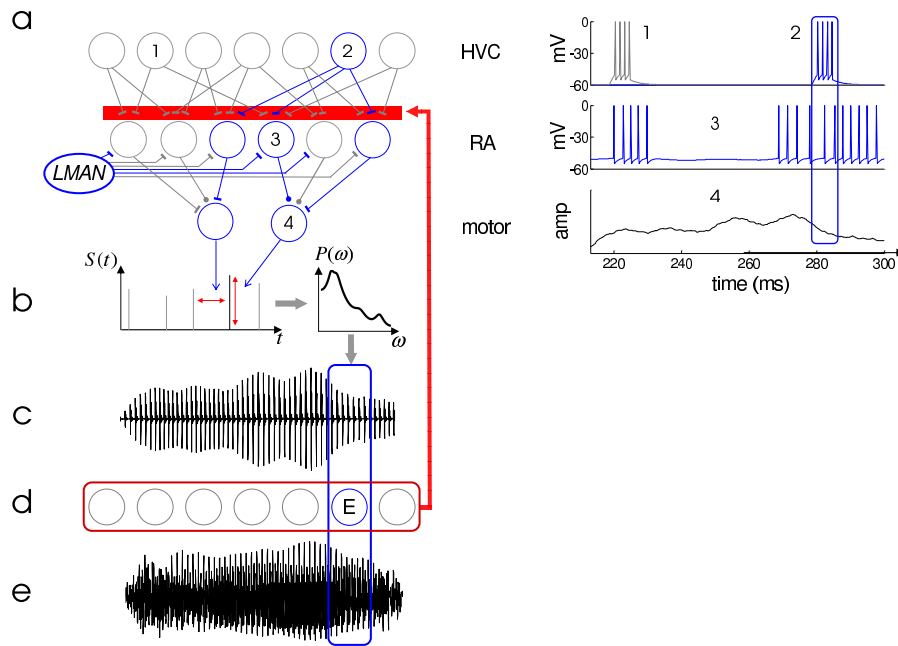 a
1
2
3
LMAN
4
b
S(t)
t
P(ω)
ω
c
d
E
e
HVC
mV
0
-30
-60
1
2
RA
mV
0
-30
-60
3
motor
amp
4
220
240
260
280
300
time (ms)